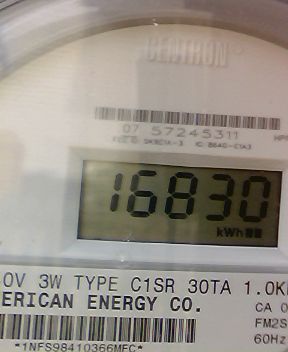 CENTRON®
07 57245311
16830
kWh
0V 3W TYPE C1SR 30TA 1.0K
ERICAN ENERGY CO.
CA 0
FM2S
60Hz
*1NFS98410366MFC*